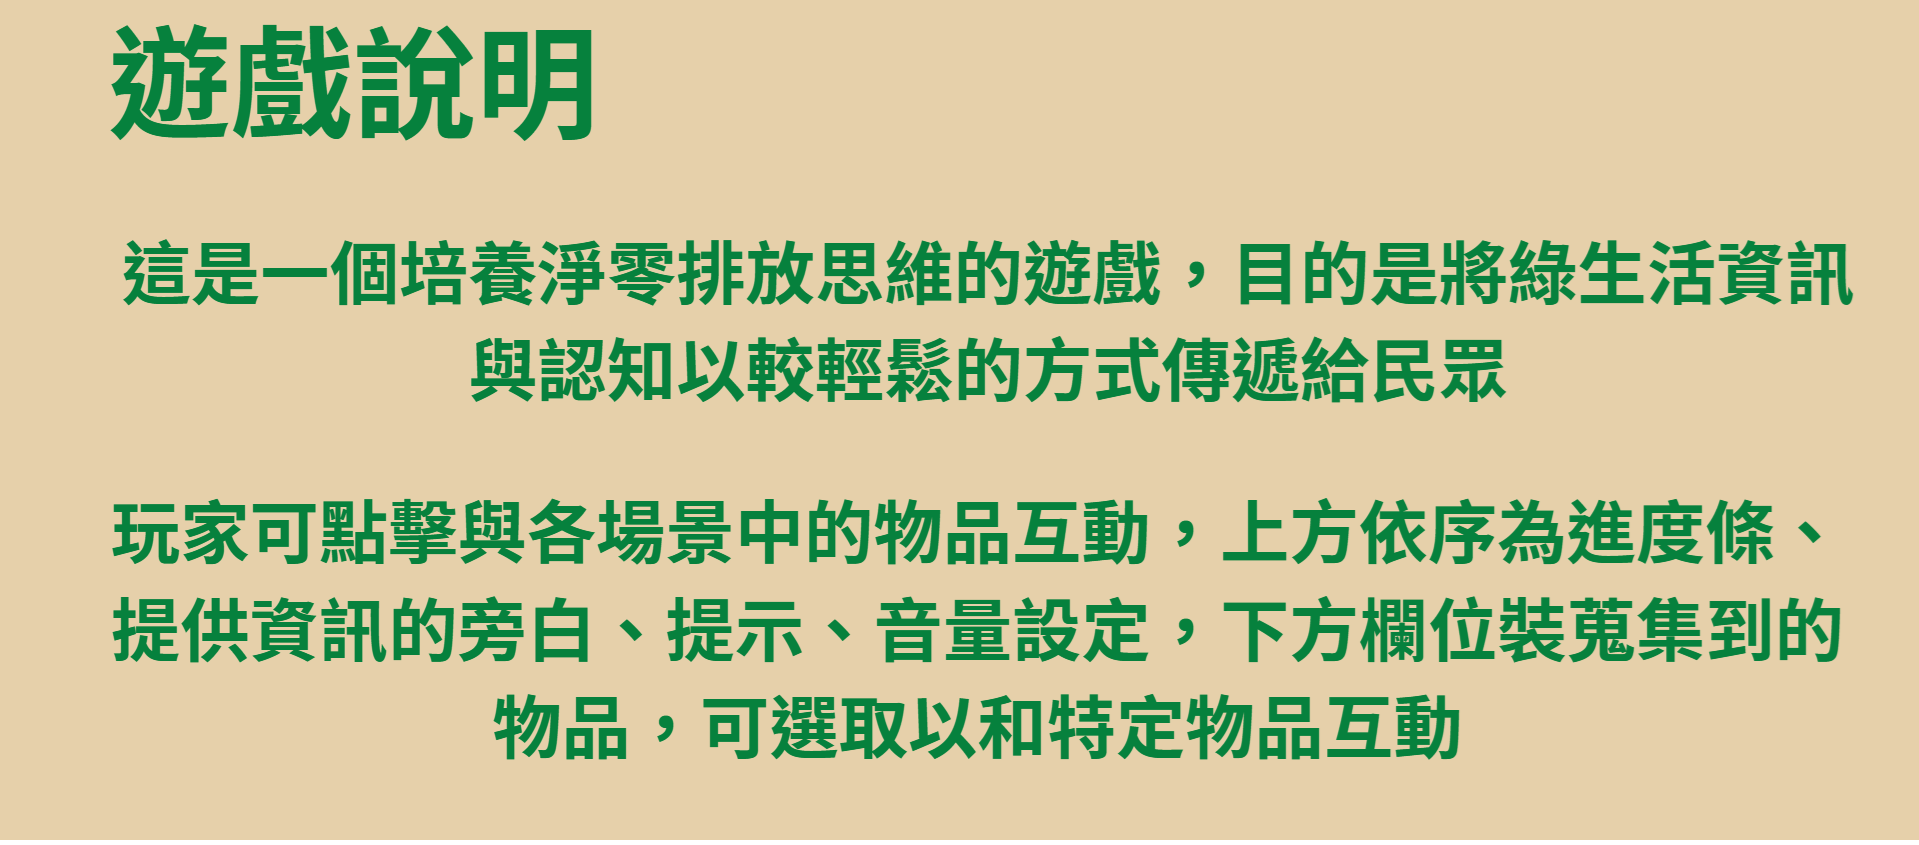 遊戲說明
這是一個培養淨零排放思維的遊戲，目的是將綠生活資訊
與認知以較輕鬆的方式傳遞給民眾
玩家可點擊與各場景中的物品互動，上方依序為進度條、
提供資訊的旁白、提示、音量設定，下方欄位裝蒐集到的
物品，可選取以和特定物品互動